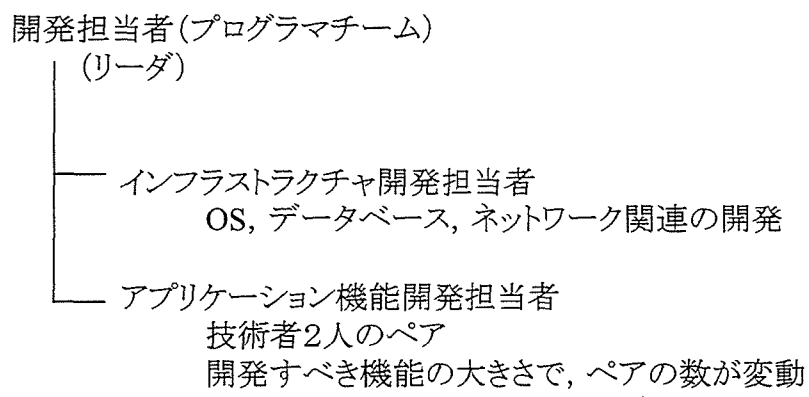 開発担当者(プログラマチーム)
(リーダ)
インフラストラクチャ開発担当者
OS, データベース, ネットワーク関連の開発
アプリケーション機能開発担当者
技術者2人のペア
開発すべき機能の大きさで, ペアの数が変動